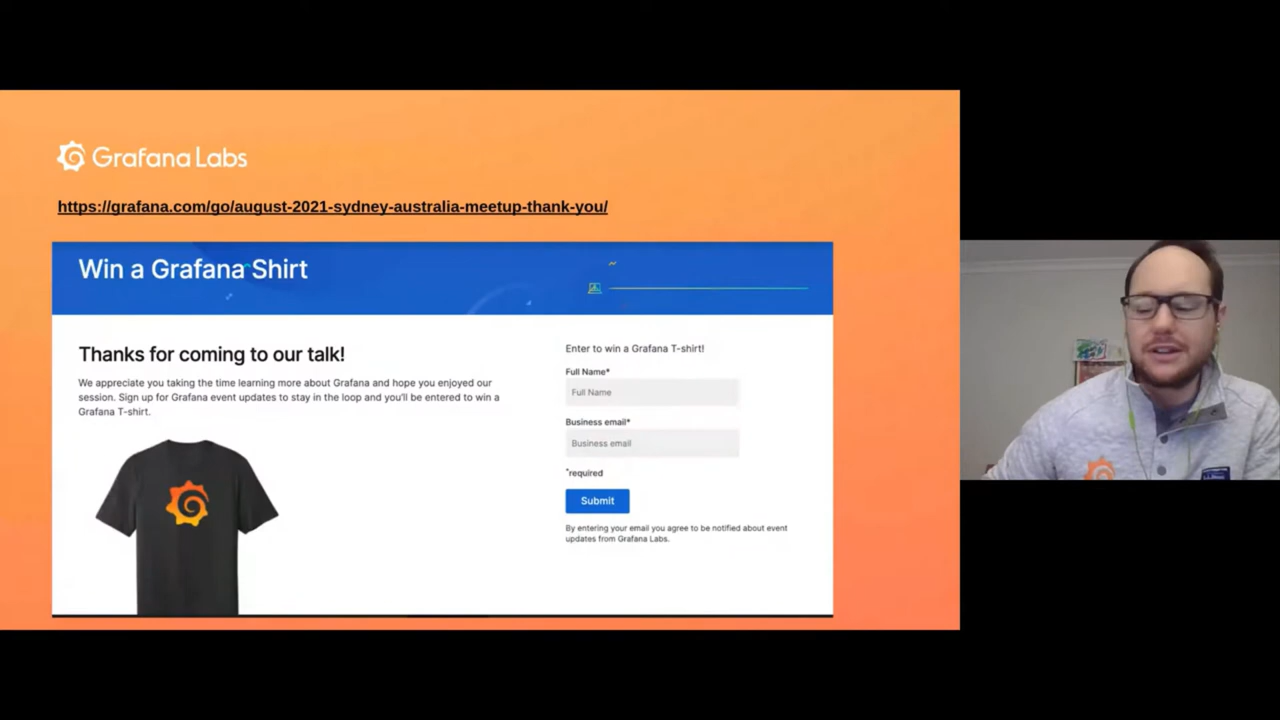 Grafana Labs
https://grafana.com/go/august-2021-sydney-australia-meetup-thank-you/
Win a Grafana Shirt
Thanks for coming to our talk!
We appreciate you taking the time learning more about Grafana and hope you enjoyed our
session. Sign up for Grafana event updates to stay in the loop and you'll be entered to win a
Grafana T-shirt.
Enter to win a Grafana T-shirt!
Full Name*
Full Name
Business email*
Business email
*required
Submit
By entering your email you agree to be notified about event
updates from Grafana Labs.